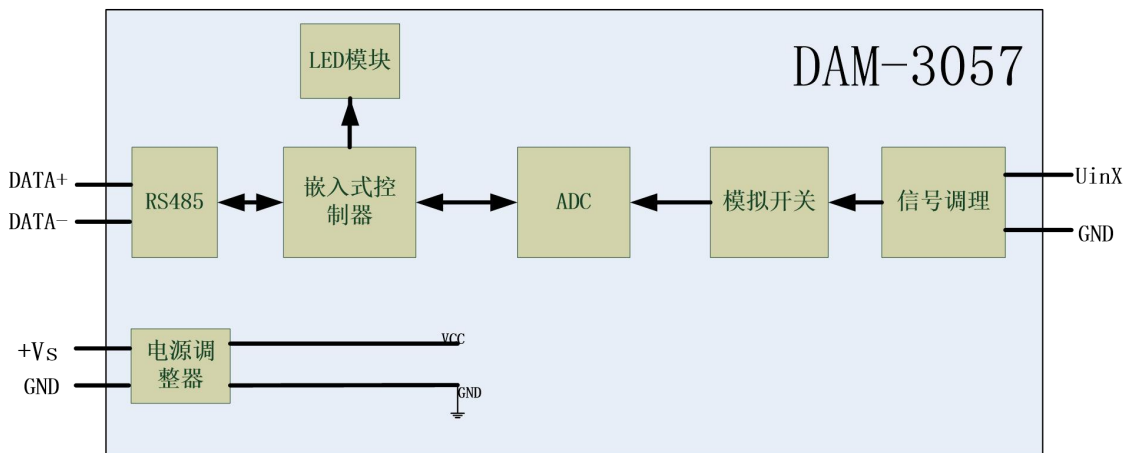 DAM-3057
LED模块
DATA+
DATA-
RS485
嵌入式控
制器
ADC
模拟开关
信号调理
UinX
GND
+Vs
GND
电源调
整器
VCC
GND